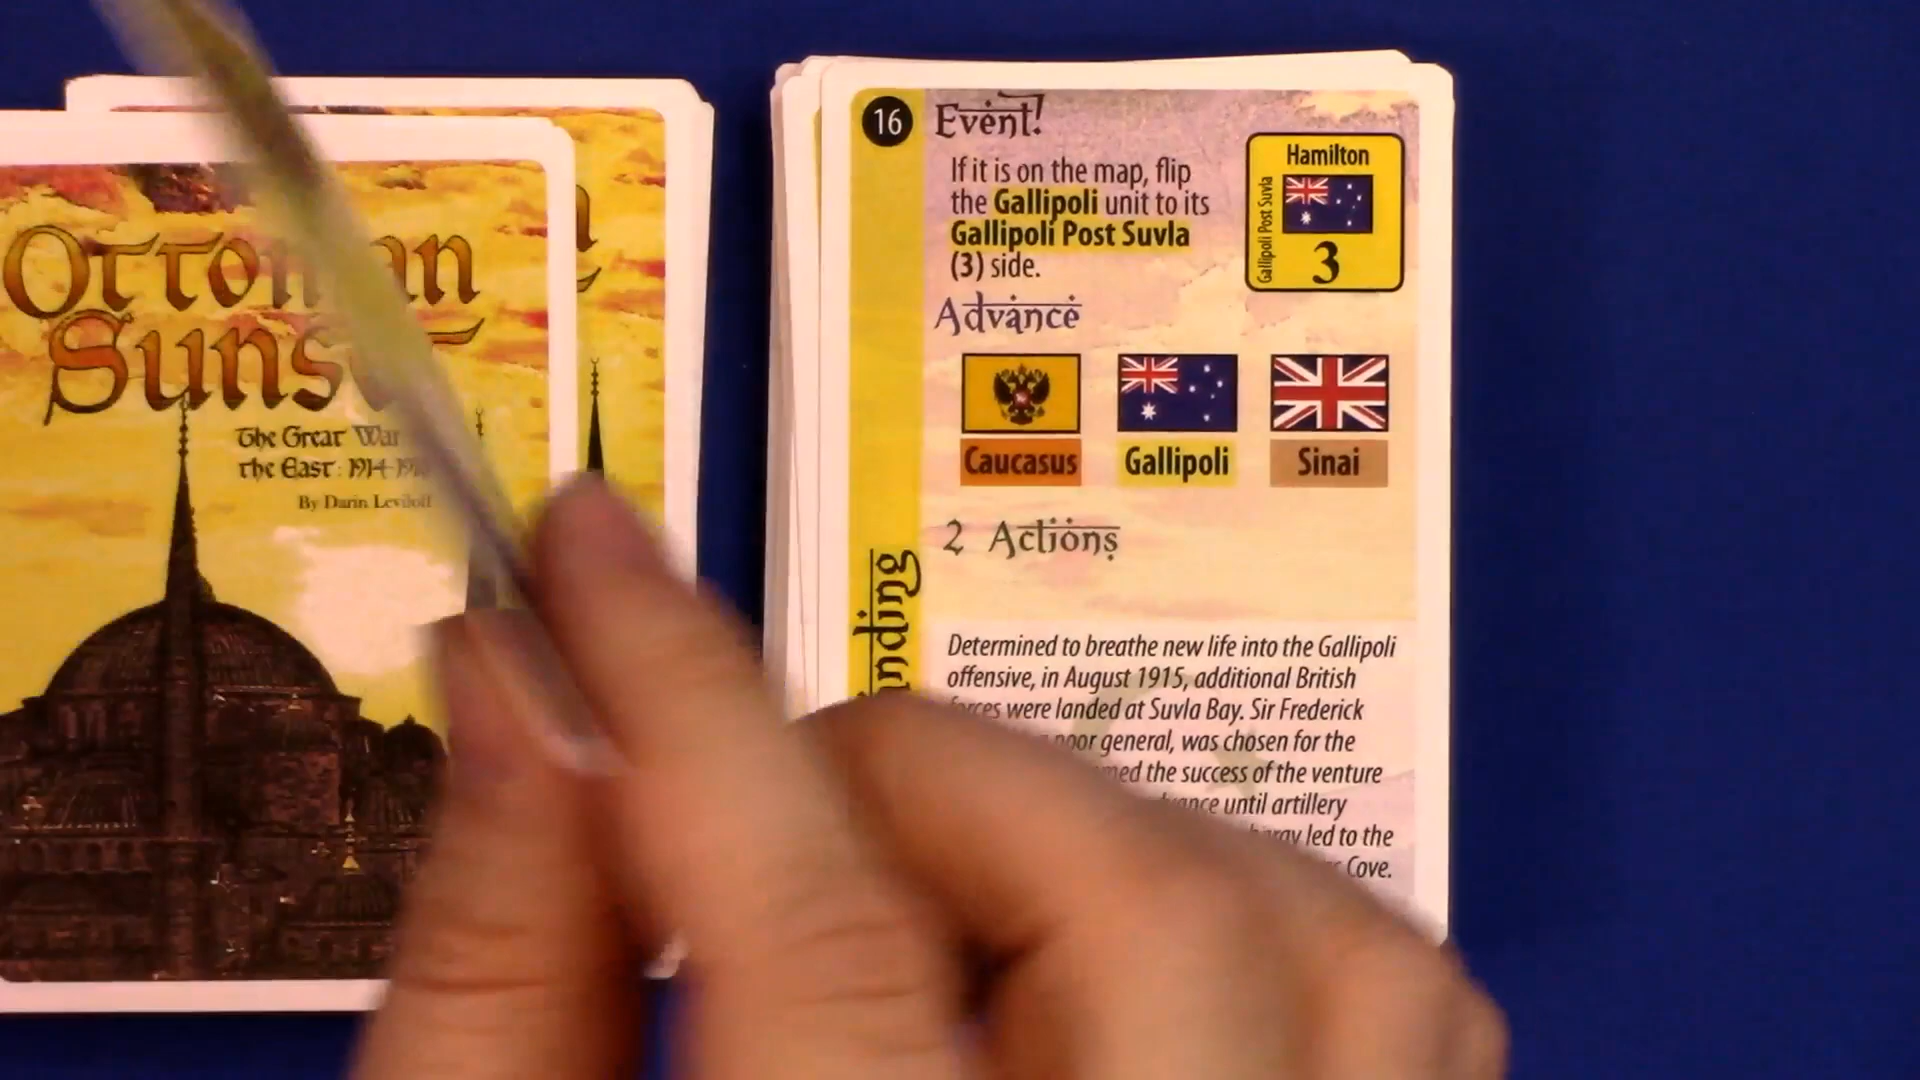 Ottoman
Sunset
The Great War
the East: 1914-19
By Darin Leviloff
16
Event!
If it is on the map, flip
the Gallipoli unit to its
Gallipoli Post Suvla
(3) side.
Hamilton
Gallipoli Post Suvla
3
Advance
Caucasus Gallipoli Sinai
2 Actions
anding
Determined to breathe new life into the Gallipoli
offensive, in August 1915, additional British
forces were landed at Suvla Bay. Sir Frederick
poor general, was chosen for the
the success of the venture
until artillery
led to the
Cove.